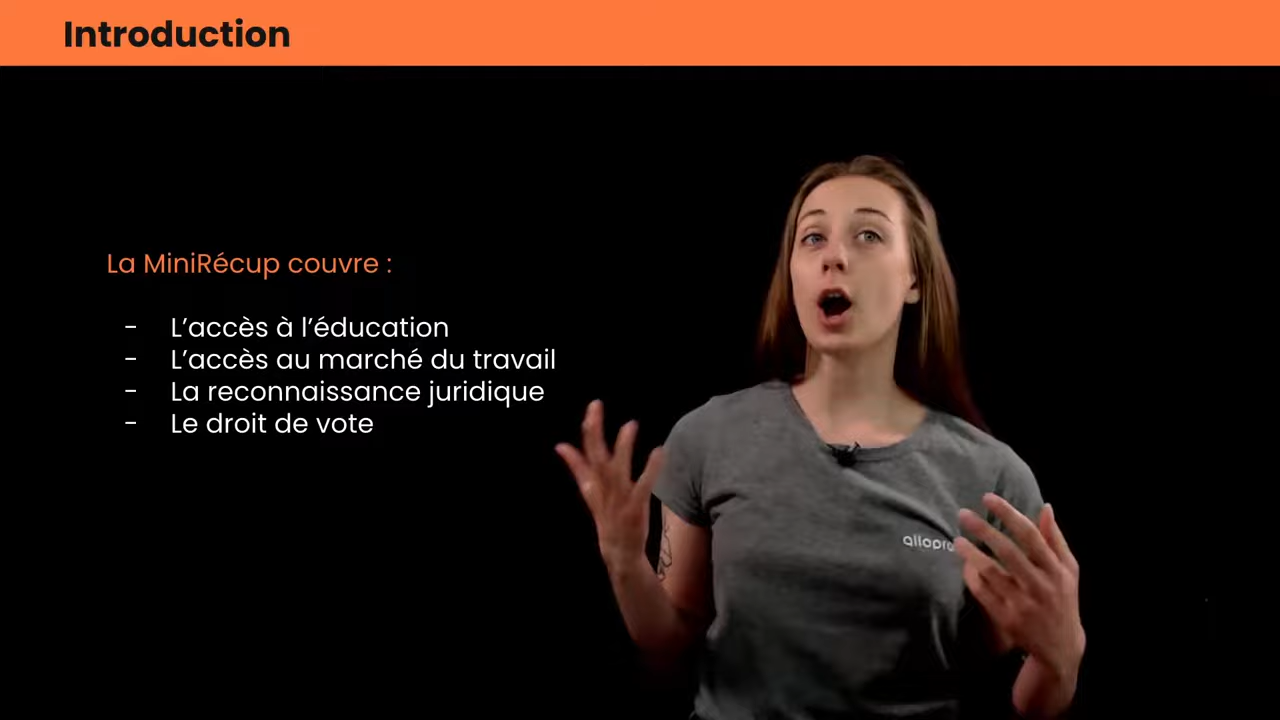 Introduction
La MiniRécup couvre :
- L’accès à l’éducation
- L’accès au marché du travail
- La reconnaissance juridique
- Le droit de vote